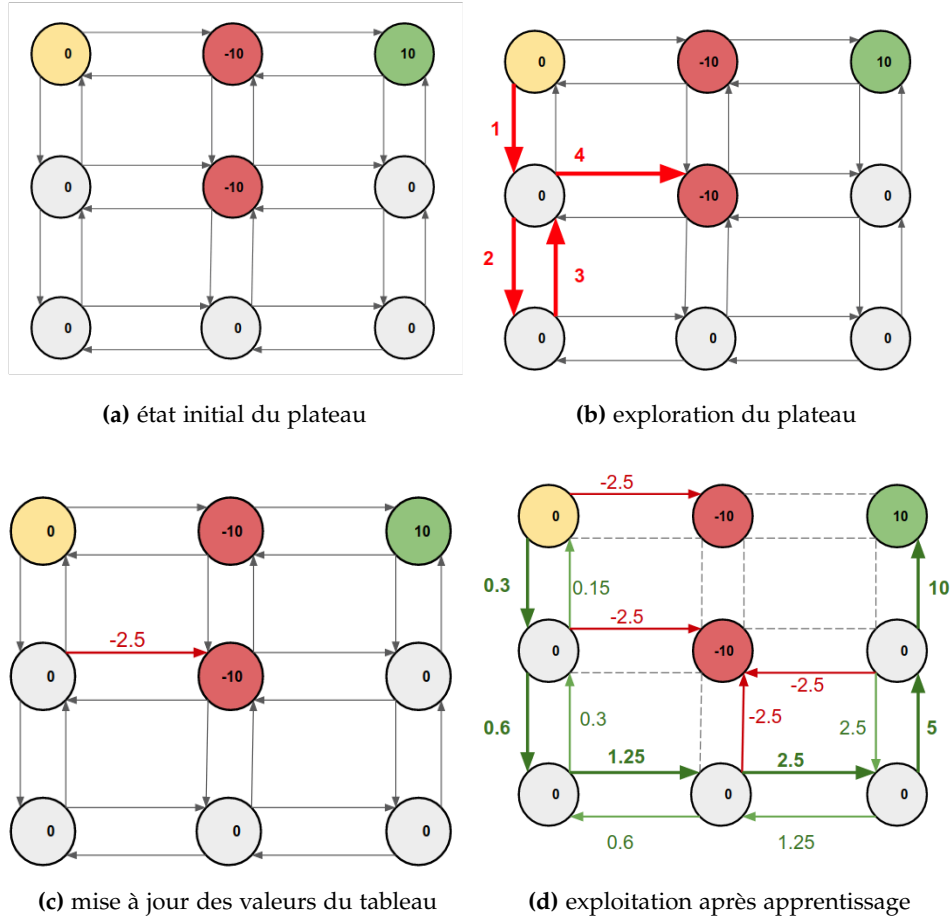 0 -10 10
0 -10 0
0 0 0
(a) état initial du plateau
0 -10 10
1
4
0 -10 0
2
3
0 0 0
(b) exploration du plateau
0 -10 10
-2.5
0 -10 0
0 0 0
(c) mise à jour des valeurs du tableau
-2.5
0 -10 10
0.3 0.15 10
-2.5
0 -10 0
-2.5
0.6 0.3 -2.5 2.5 5
1.25 2.5
0 0 0
0.6 1.25
(d) exploitation après apprentissage